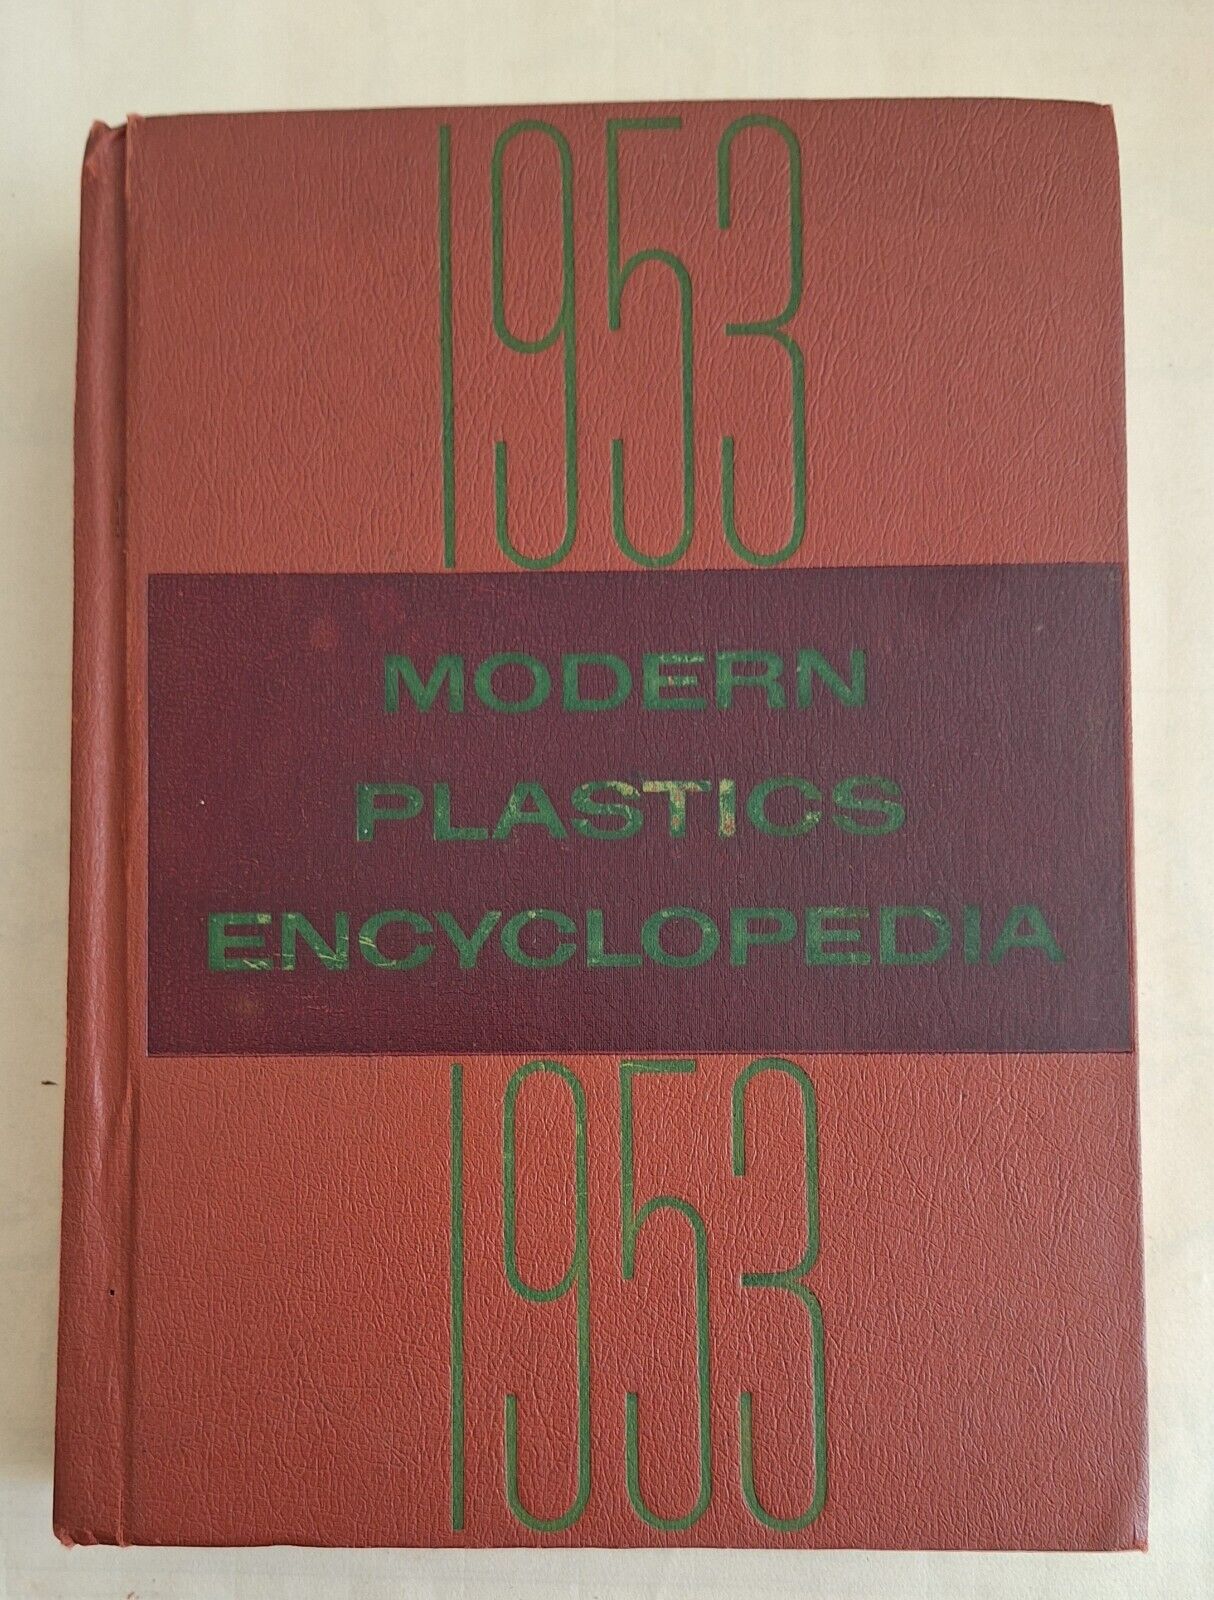 1953
MODERN
PLASTICS
ENCYCLOPEDIA
1953